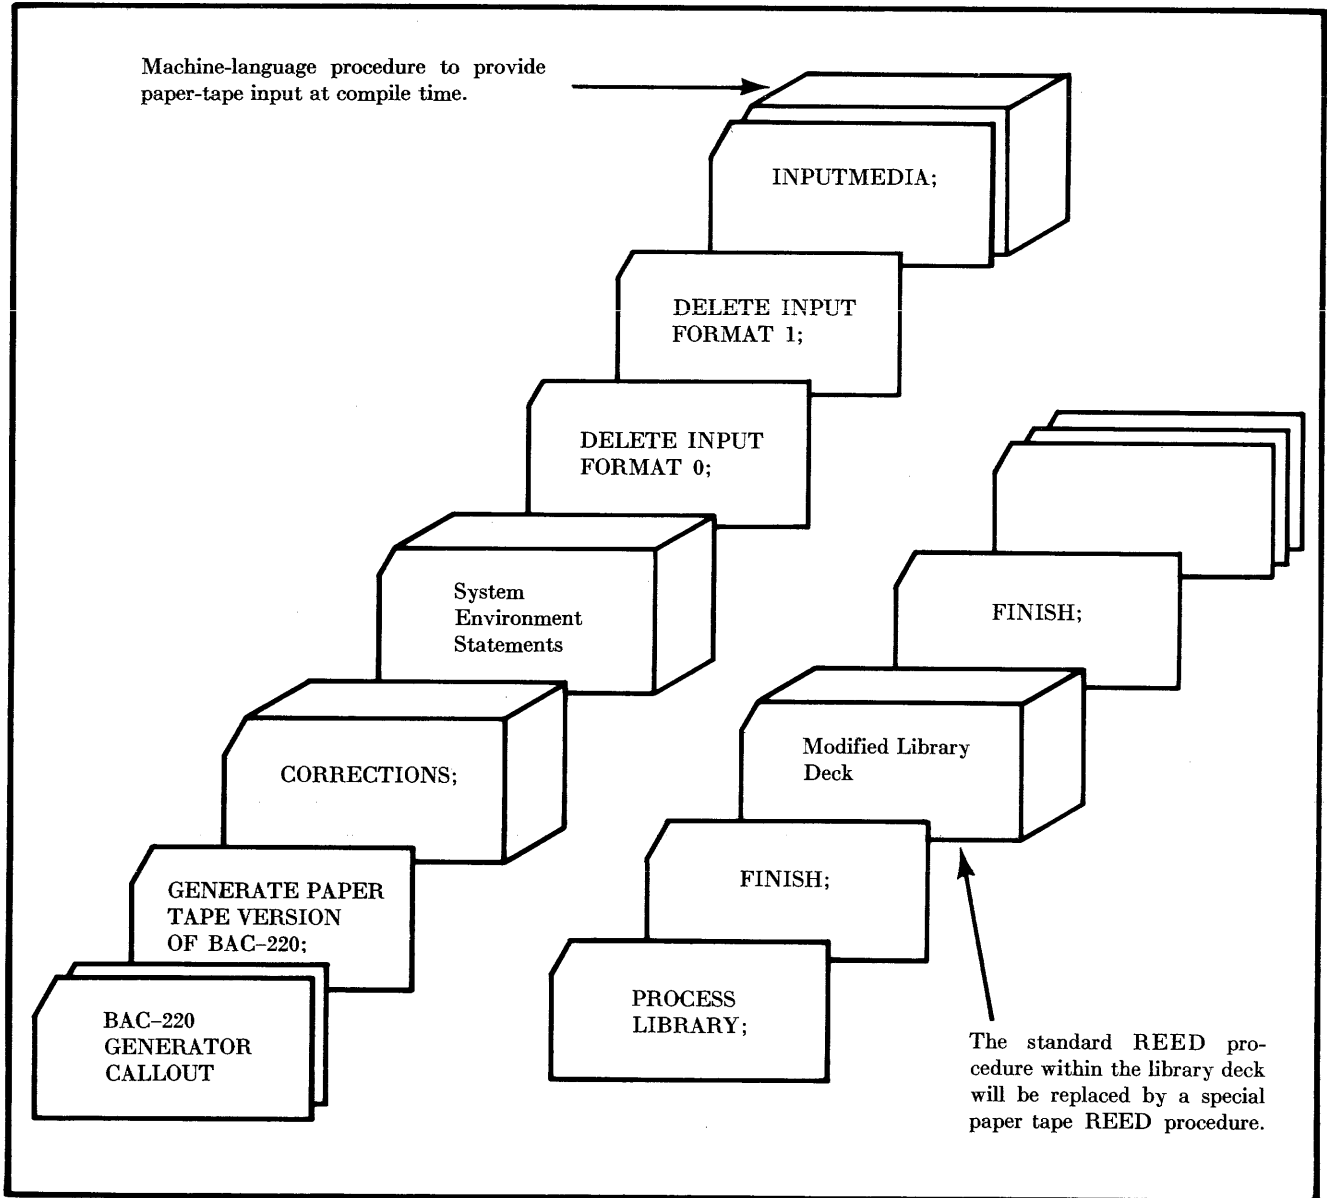 Machine-language procedure to provide
paper-tape input at compile time.
INPUTMEDIA;
DELETE INPUT
FORMAT 1;
DELETE INPUT
FORMAT 0;
System
Environment
Statements
CORRECTIONS;
GENERATE PAPER
TAPE VERSION
OF BAC-220;
BAC-220
GENERATOR
CALLOUT
FINISH;
Modified Library
Deck
FINISH;
PROCESS
LIBRARY;
The standard REED pro-
cedure within the library deck
will be replaced by a special
paper tape REED procedure.